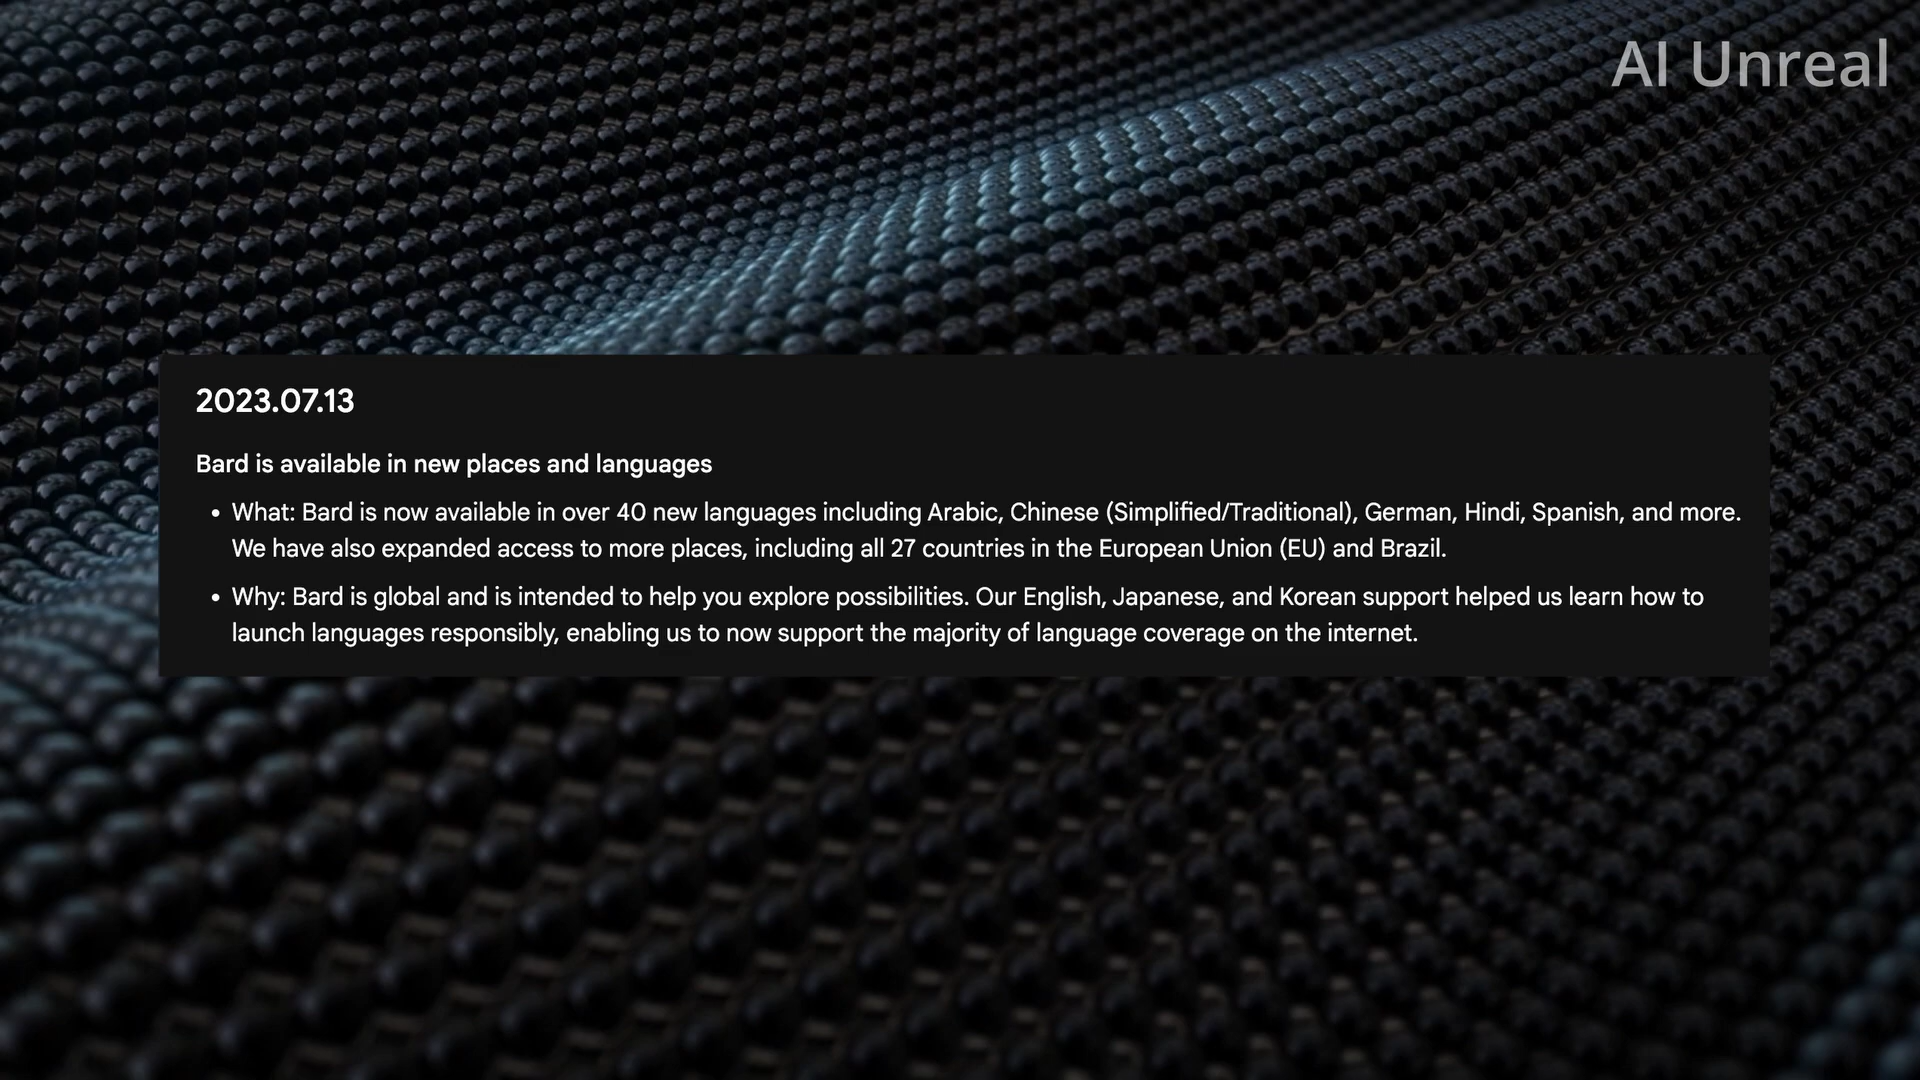 AI Unreal
2023.07.13
Bard is available in new places and languages
• What: Bard is now available in over 40 new languages including Arabic, Chinese (Simplified/Traditional), German, Hindi, Spanish, and more.
We have also expanded access to more places, including all 27 countries in the European Union (EU) and Brazil.
• Why: Bard is global and is intended to help you explore possibilities. Our English, Japanese, and Korean support helped us learn how to
launch languages responsibly, enabling us to now support the majority of language coverage on the internet.